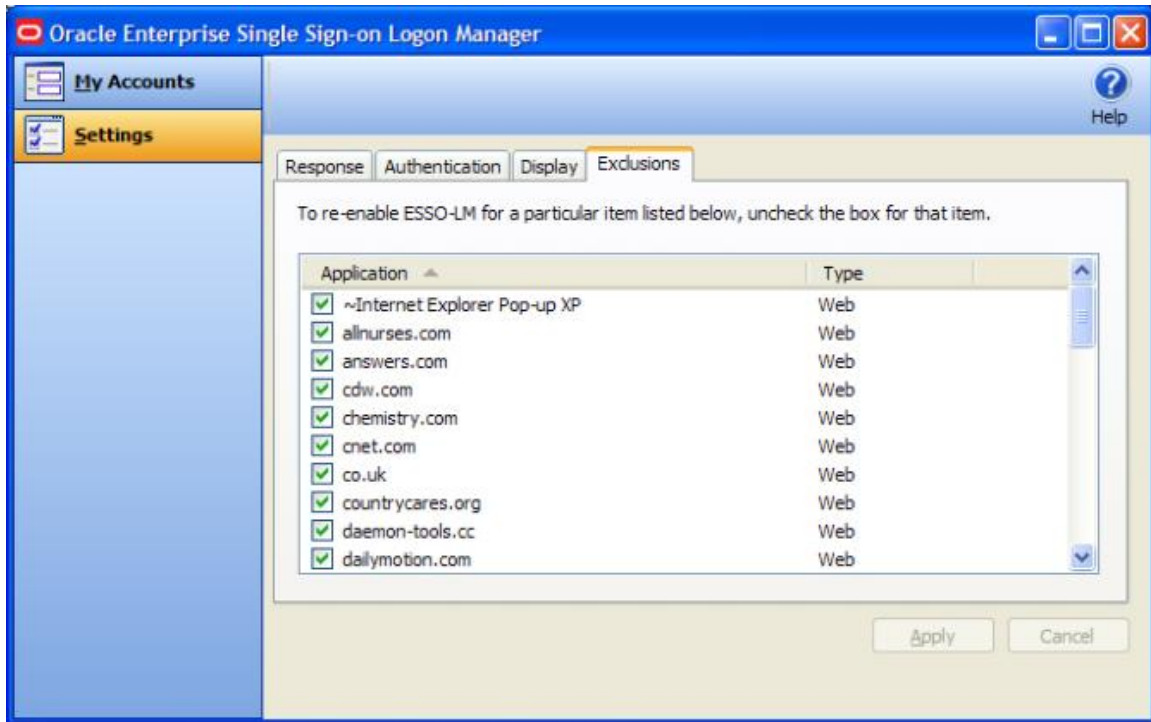 Oracle Enterprise Single Sign-on Logon Manager
My Accounts
Settings
Help
Response Authentication Display Exclusions
To re-enable ESSO-LM for a particular item listed below, uncheck the box for that item.
Application Type
~Internet Explorer Pop-up XP Web
allnurses.com Web
answers.com Web
cdw.com Web
chemistry.com Web
cnet.com Web
co.uk Web
countrycares.org Web
daemon-tools.cc Web
dailymotion.com Web
Apply Cancel